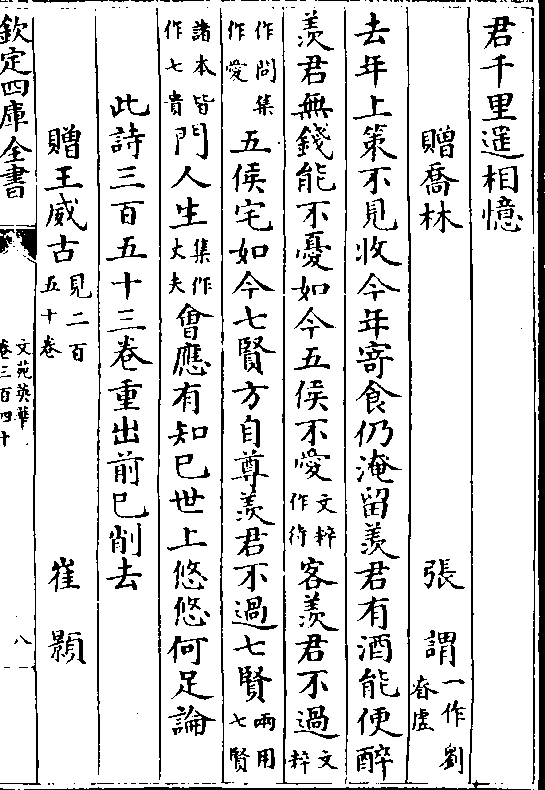 君千里遥相憶
贈喬林 張謂 一作劉眘虛
去年上策不見收今年寄食仍淹留羨君有酒能便醉
羨君無錢能不憂如今五侯不愛 文粹作待 客羨君不過 文粹
作問集作愛 五侯宅如今七賢方自尊羨君不過七賢 兩用七賢
諸本皆作七貴 門人生 集作丈夫 會應有知已世上悠悠何足論
此詩三百五十三卷重出前已削去
贈王威古 見二百五十卷 崔顥
欽定四庫全書 文苑英華 卷三百四十 八